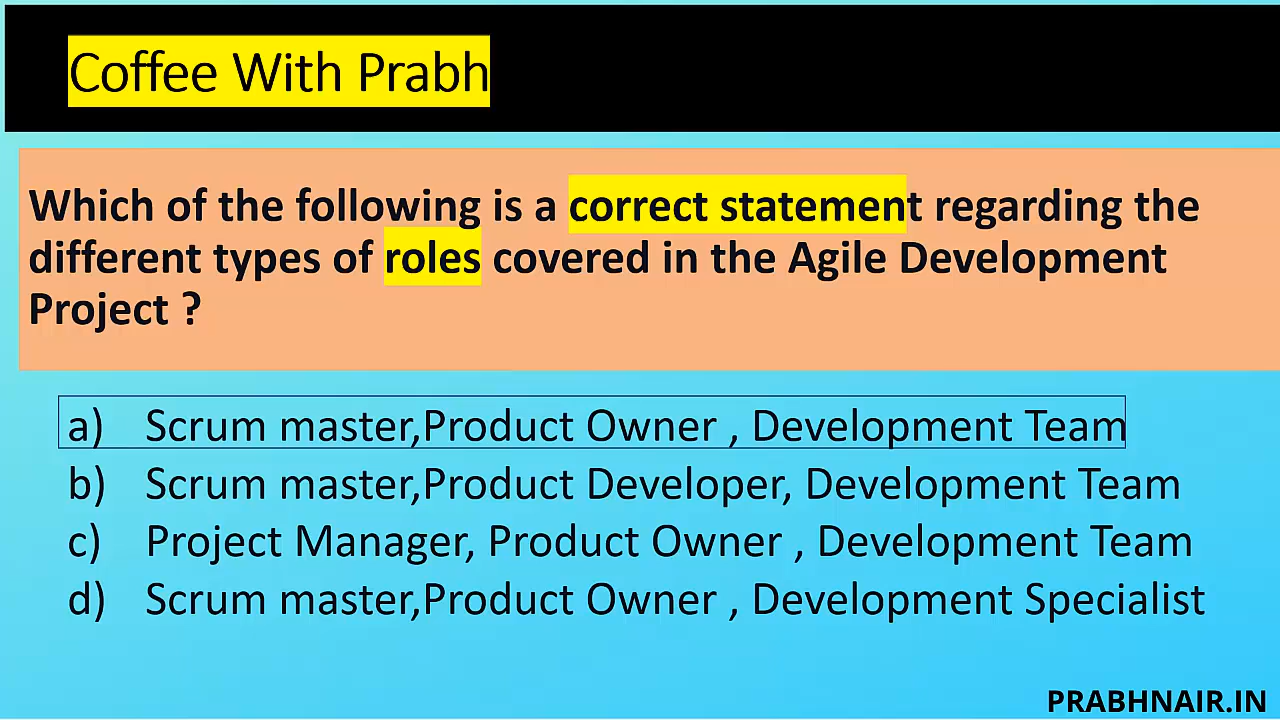 Coffee With Prabh
Which of the following is a correct statement regarding the
different types of roles covered in the Agile Development
Project ?
a) Scrum master,Product Owner , Development Team
b) Scrum master,Product Developer, Development Team
c) Project Manager, Product Owner , Development Team
d) Scrum master,Product Owner , Development Specialist
PRABHNAIR.IN